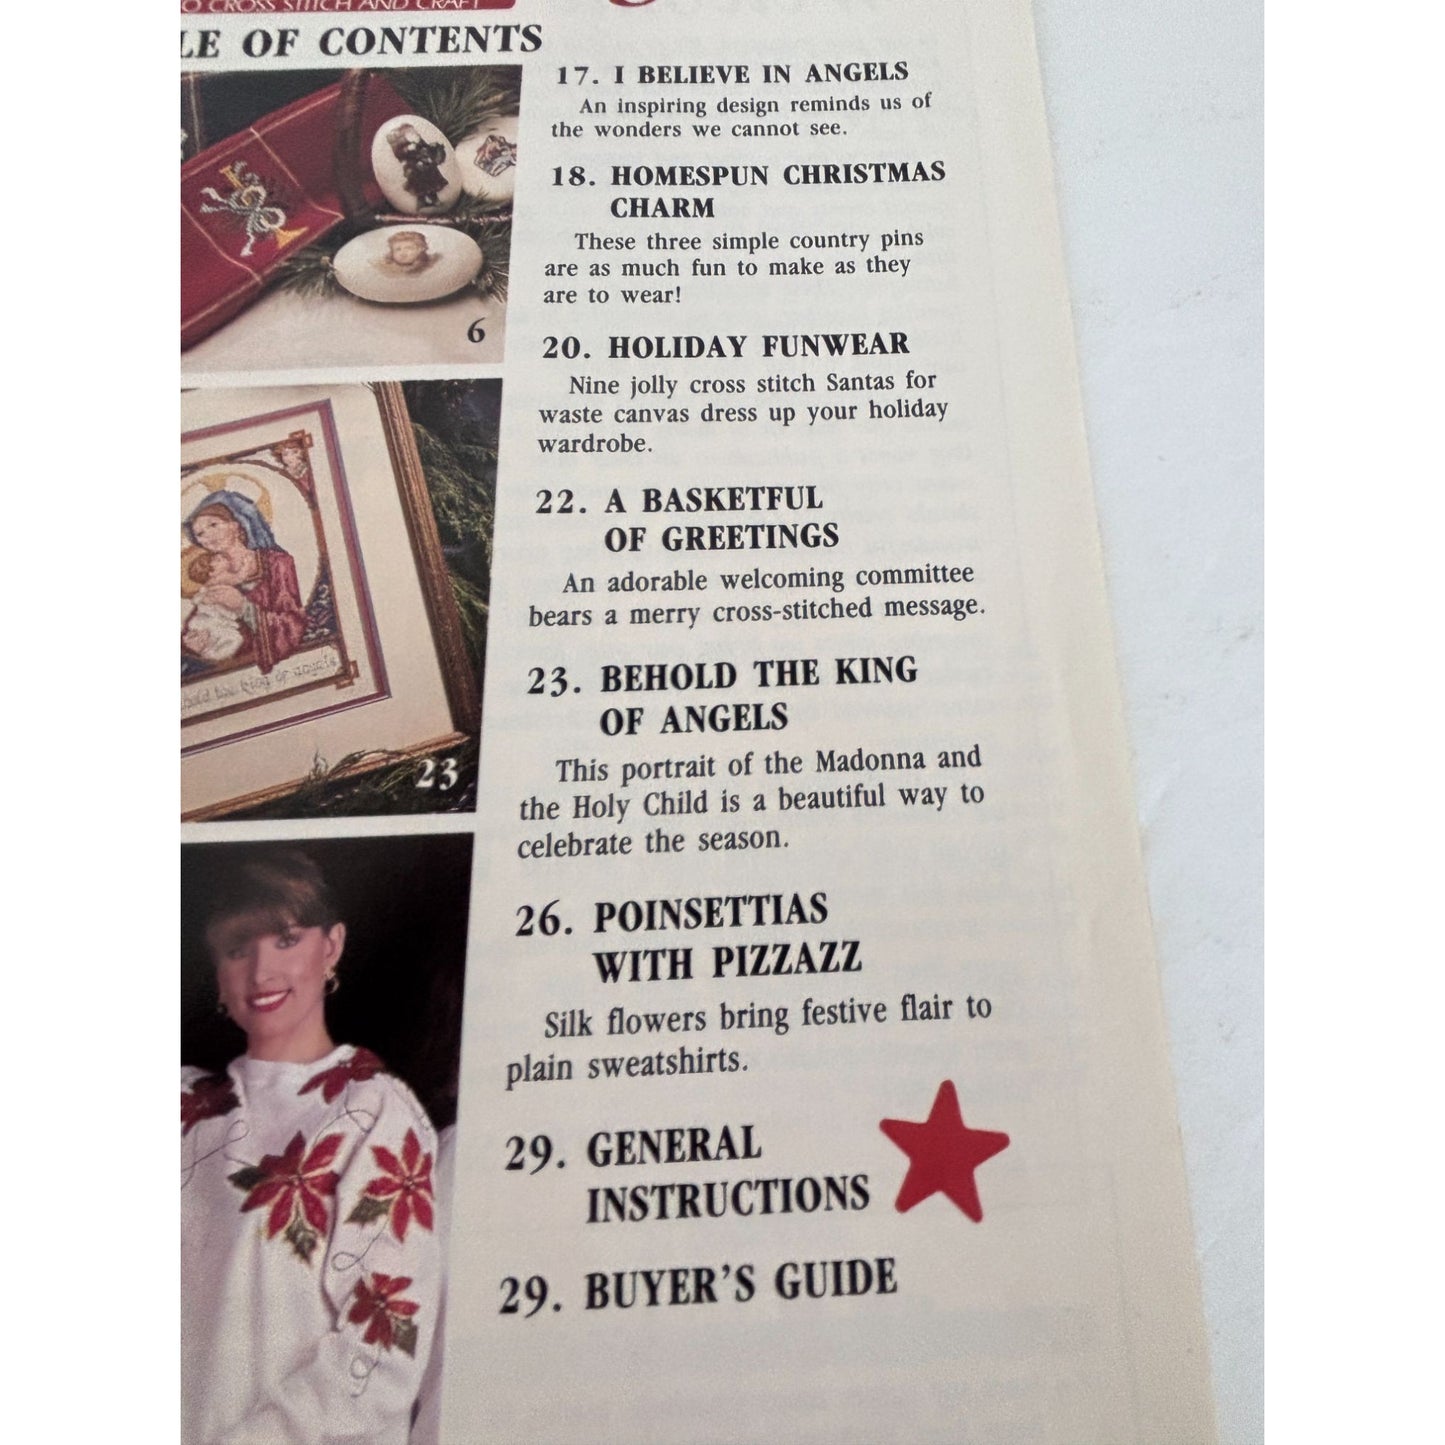 O CROSS STITCH AND CRAFT
LE OF CONTENTS
6
23
17. I BELIEVE IN ANGELS
An inspiring design reminds us of
the wonders we cannot see.
18. HOMESPUN CHRISTMAS
CHARM
These three simple country pins
are as much fun to make as they
are to wear!
20. HOLIDAY FUNWEAR
Nine jolly cross stitch Santas for
waste canvas dress up your holiday
wardrobe.
22. A BASKETFUL
OF GREETINGS
An adorable welcoming committee
bears a merry cross-stitched message.
23. BEHOLD THE KING
OF ANGELS
This portrait of the Madonna and
the Holy Child is a beautiful way to
celebrate the season.
26. POINSETTIAS
WITH PIZZAZZ
Silk flowers bring festive flair to
plain sweatshirts.
29. GENERAL
INSTRUCTIONS
29. BUYER'S GUIDE